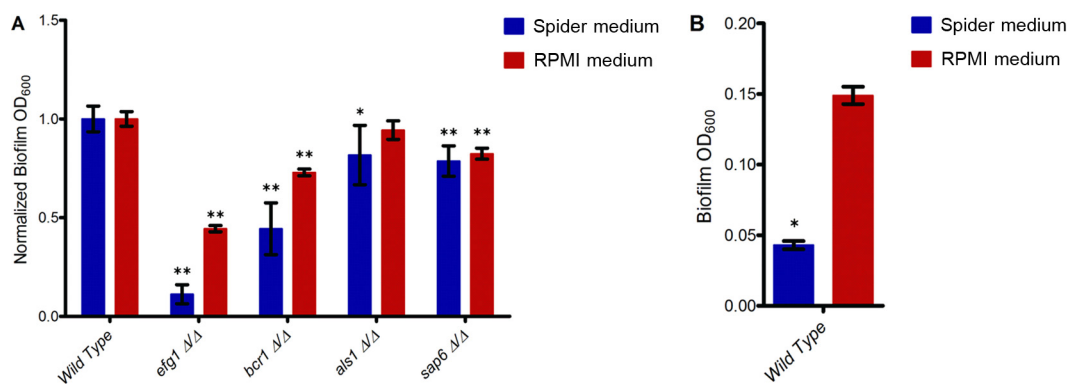 A
Spider medium
RPMI medium
Normalized Biofilm OD600
1.5
1.0
0.5
0.0
*
** **
**
**
**
**
Wild Type
efg1 Δ/Δ
bcr1 Δ/Δ
als1 Δ/Δ
sap6 Δ/Δ
B
Spider medium
RPMI medium
Biofilm OD600
0.20
0.15
0.10
0.05
0.00
*
Wild Type